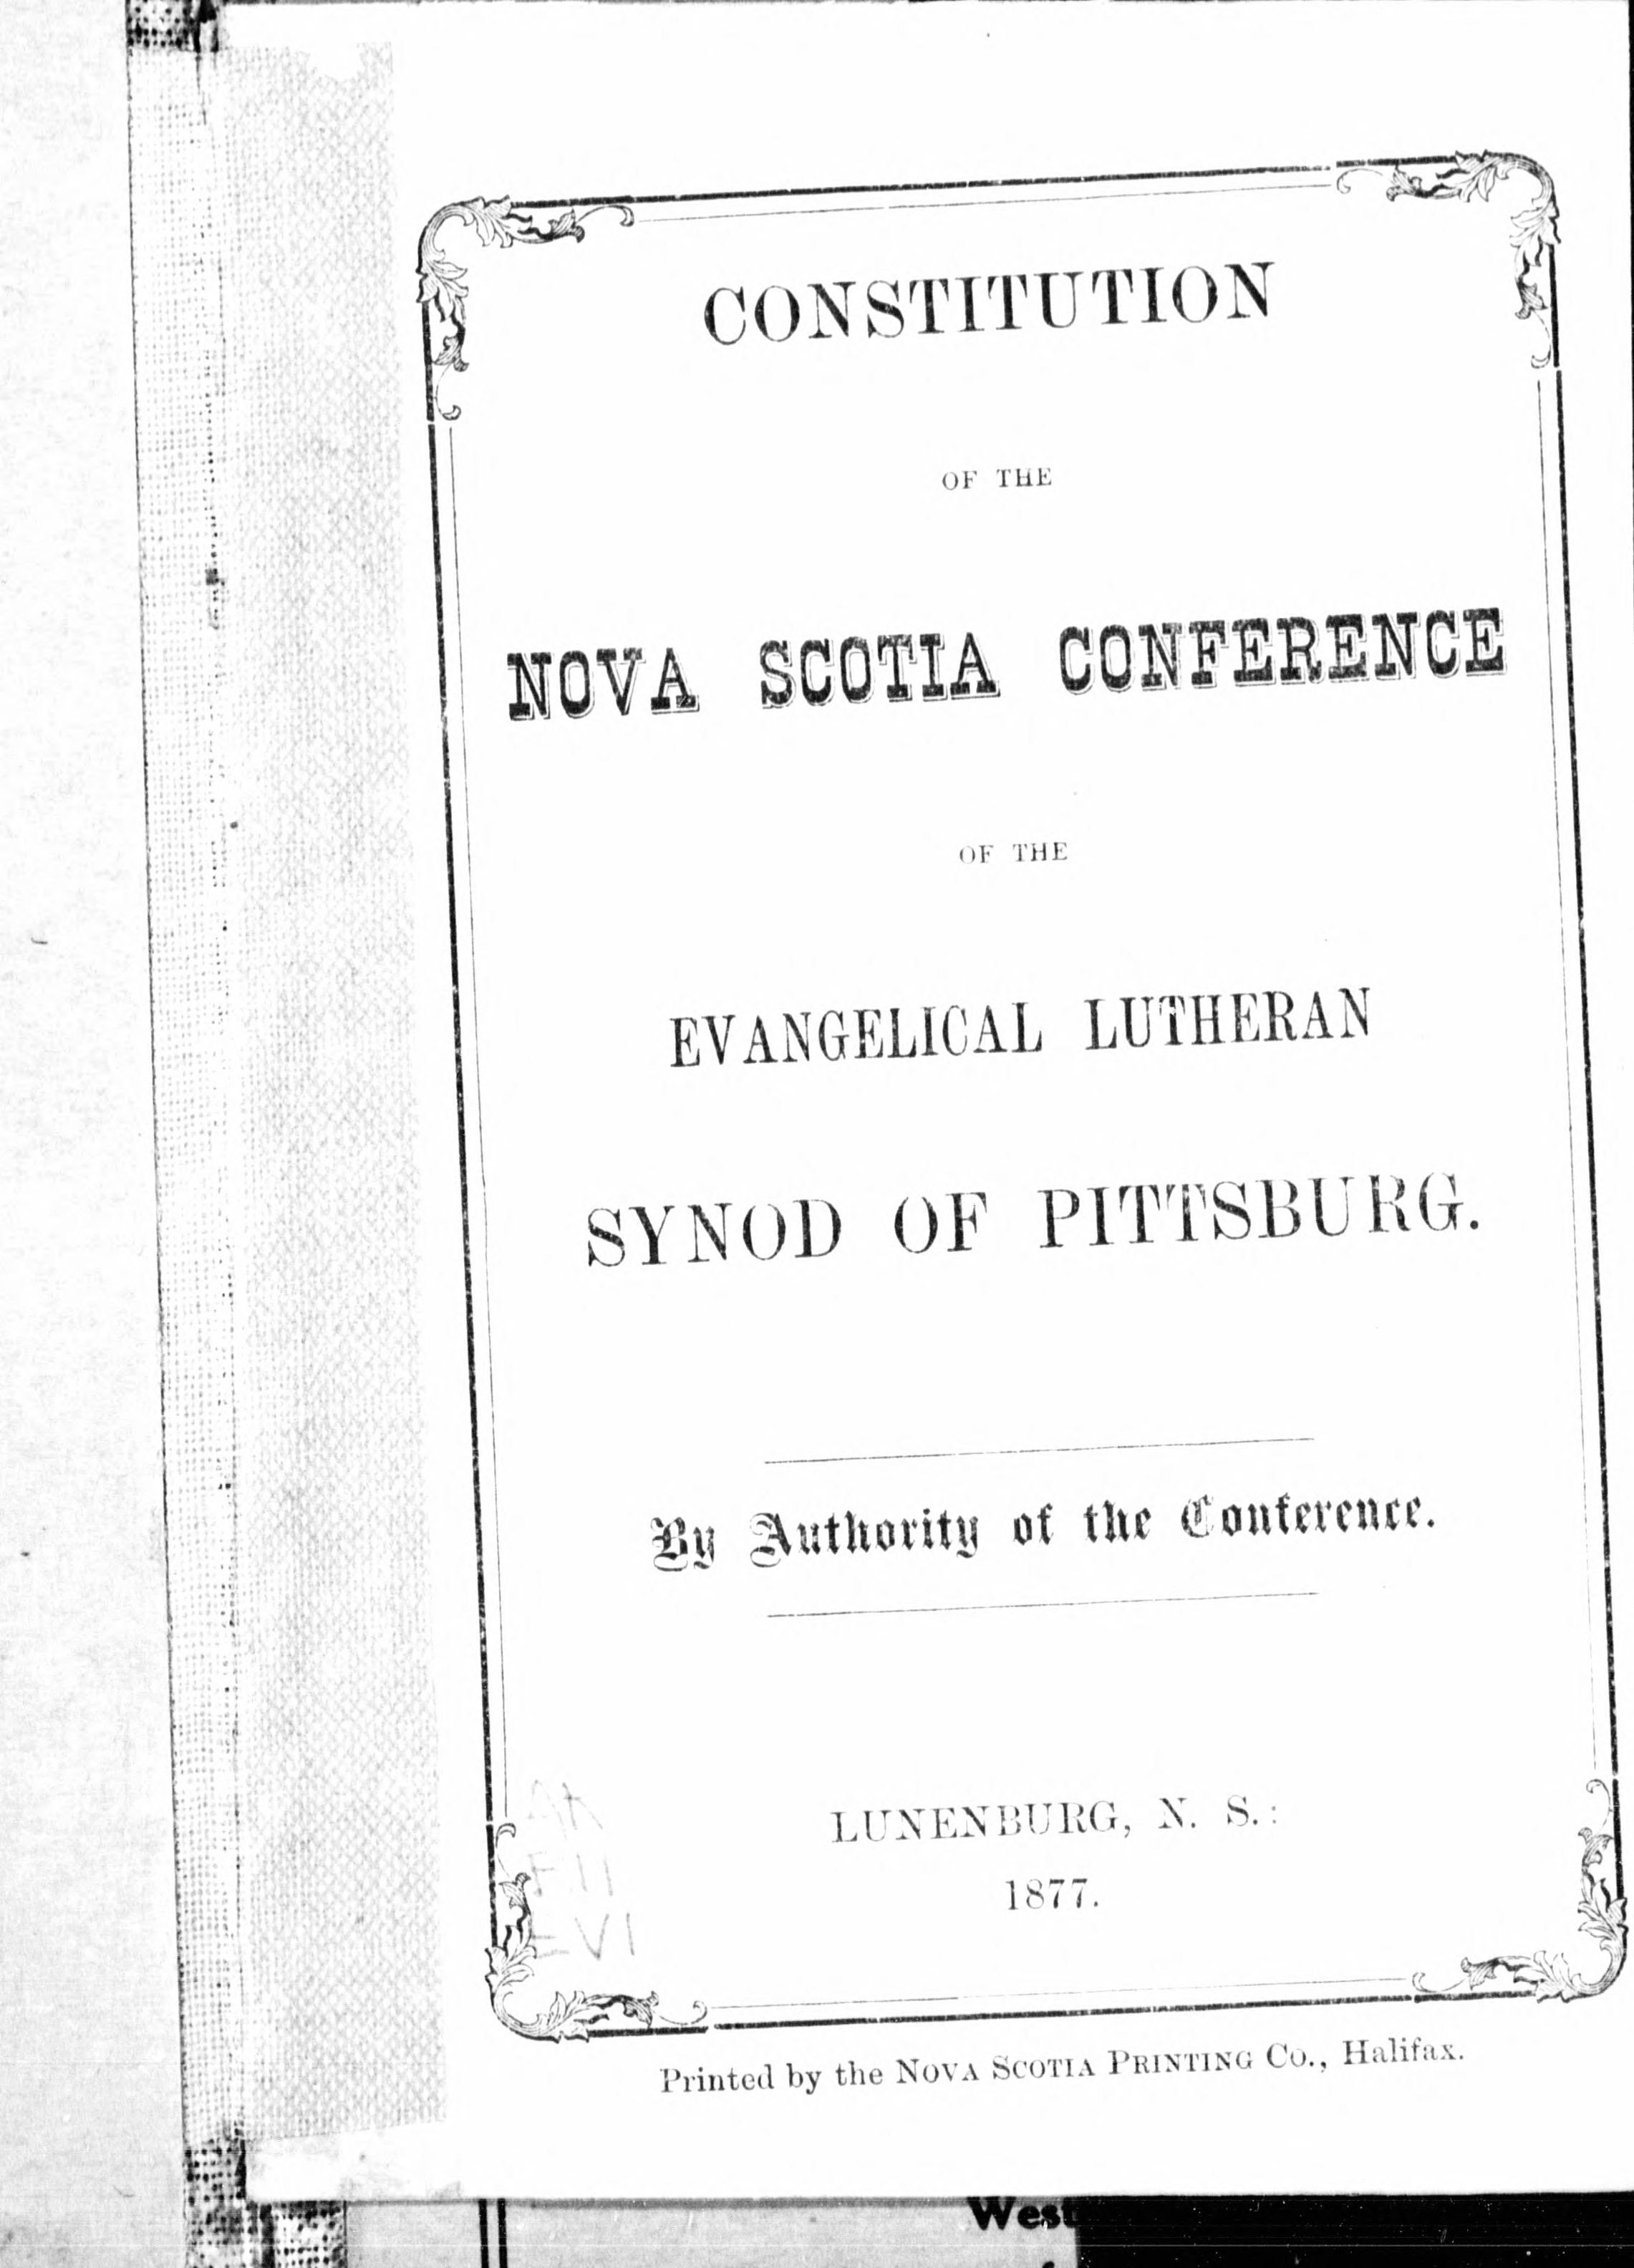 CONSTITUTION
OF THE
NOVA SCOTIA CONFERENCE
OF THE
EVANGELICAL LUTHERAN
SYNOD OF PITTSBURG.
By Authority of the Conference.
LUNENBURG, N. S.:
1877.
Printed by the NOVA SCOTIA PRINTING CO., Halifax.